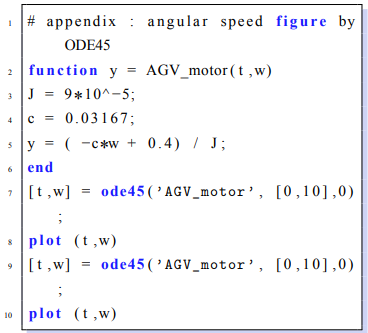 1 # appendix : angular speed figure by
ODE45
2 function y = AGV_motor(t,w)
3 J = 9*10^-5;
4 c = 0.03167;
5 y = ( -c*w + 0.4) / J;
6 end
7 [t,w] = ode45('AGV_motor', [0,10],0)
;
8 plot (t,w)
9 [t,w] = ode45('AGV_motor', [0,10],0)
;
10 plot (t,w)